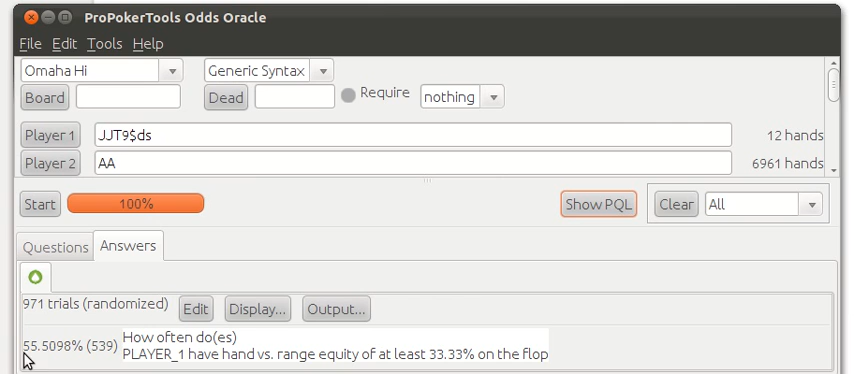 ProPokerTools Odds Oracle
File Edit Tools Help
Omaha Hi Generic Syntax
Board Dead Require nothing
Player 1 JJT9$ds 12 hands
Player 2 AA 6961 hands
Start 100% Show PQL Clear All
Questions Answers
971 trials (randomized) Edit Display... Output...
How often do(es)
55.5098% (539) PLAYER_1 have hand vs. range equity of at least 33.33% on the flop